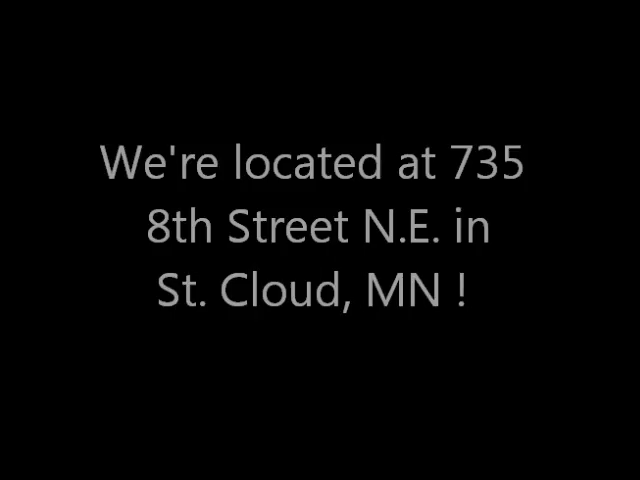 We're located at 735
8th Street N.E. in
St. Cloud, MN !